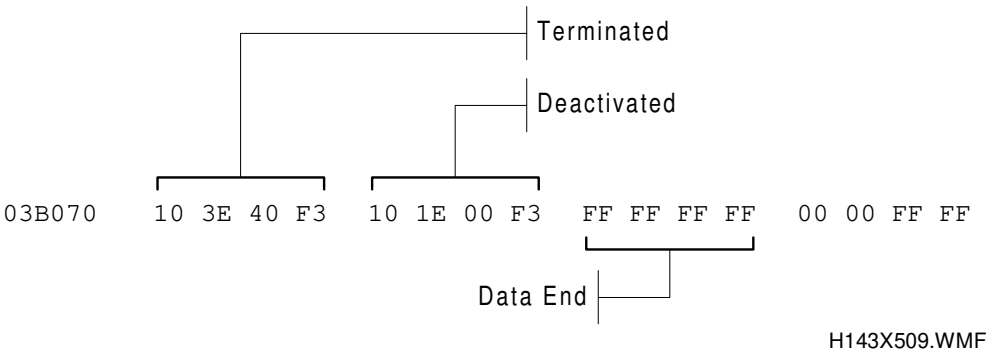 Terminated
Deactivated
03B070 10 3E 40 F3 10 1E 00 F3 FF FF FF FF 00 00 FF FF
Data End
H143X509.WMF